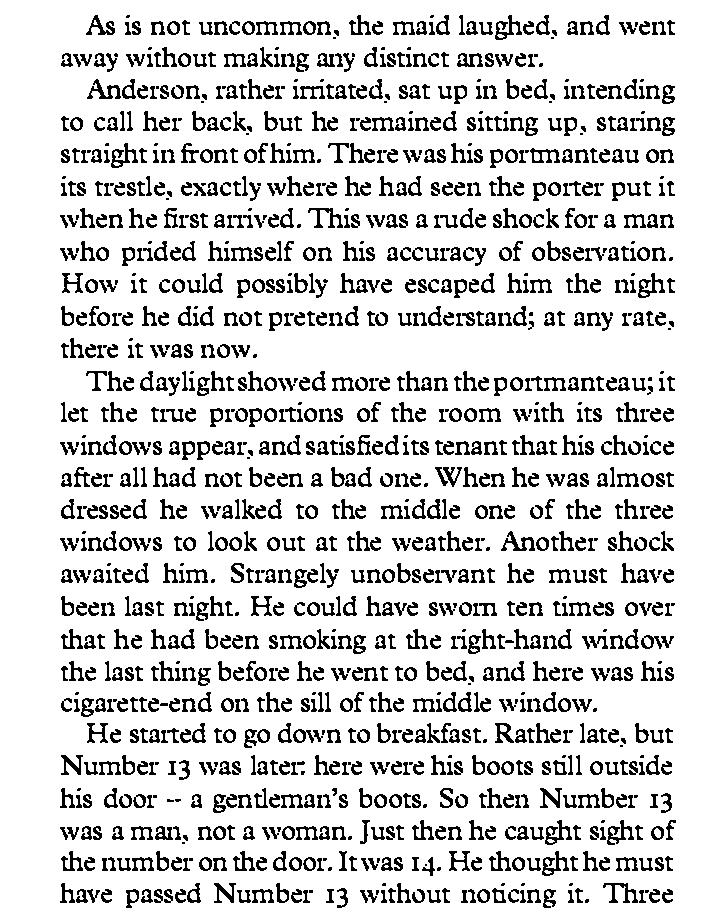 As is not uncommon, the maid laughed, and went
away without making any distinct answer.
Anderson, rather irritated, sat up in bed, intending
to call her back, but he remained sitting up, staring
straight in front of him. There was his portmanteau on
its trestle, exactly where he had seen the porter put it
when he first arrived. This was a rude shock for a man
who prided himself on his accuracy of observation.
How it could possibly have escaped him the night
before he did not pretend to understand; at any rate,
there it was now.
The daylight showed more than the portmanteau; it
let the true proportions of the room with its three
windows appear, and satisfied its tenant that his choice
after all had not been a bad one. When he was almost
dressed he walked to the middle one of the three
windows to look out at the weather. Another shock
awaited him. Strangely unobservant he must have
been last night. He could have sworn ten times over
that he had been smoking at the right-hand window
the last thing before he went to bed, and here was his
cigarette-end on the sill of the middle window.
He started to go down to breakfast. Rather late, but
Number 13 was later: here were his boots still outside
his door – a gentleman's boots. So then Number 13
was a man, not a woman. Just then he caught sight of
the number on the door. It was 14. He thought he must
have passed Number 13 without noticing it. Three